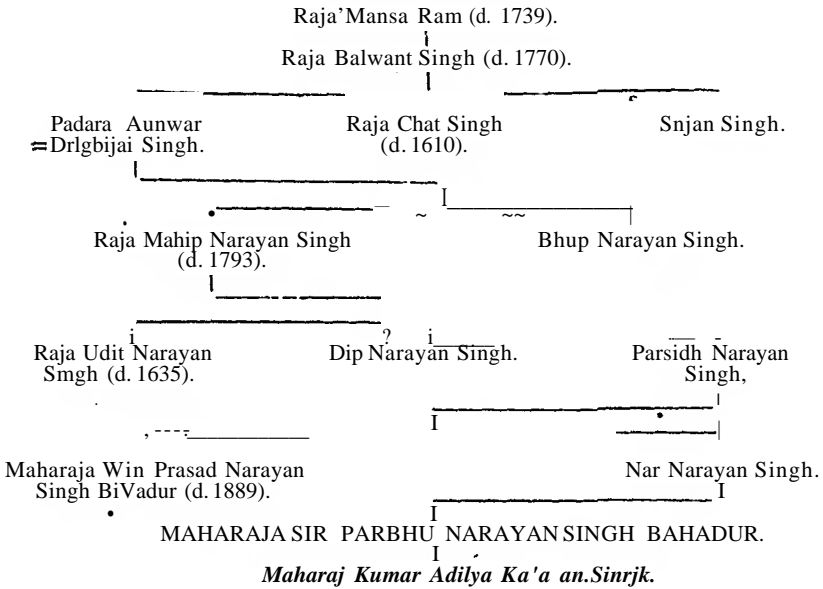 Raja'Mansa Ram (d. 1739).
Raja Balwant Singh (d. 1770).
Padara Aunwar
=Drlgbijai Singh.
Raja Chat Singh
(d. 1610).
Snjan Singh.
Raja Mahip Narayan Singh
(d. 1793).
Bhup Narayan Singh.
Raja Udit Narayan
Smgh (d. 1635).
Dip Narayan Singh.
Parsidh Narayan
Singh,
Maharaja Win Prasad Narayan
Singh BiVadur (d. 1889).
Nar Narayan Singh.
MAHARAJA SIR PARBHU NARAYAN SINGH BAHADUR.
Maharaj Kumar Adilya Ka'a an.Sinrjk.